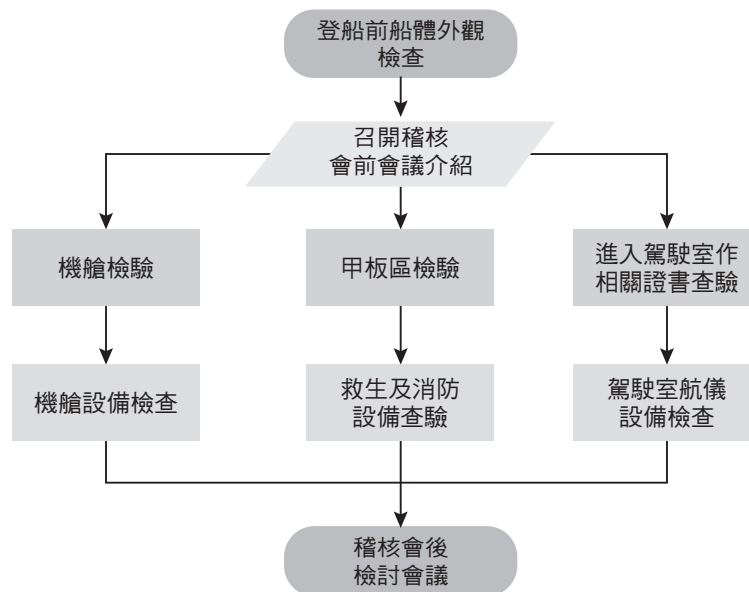 登船前船體外觀
檢查
召開稽核
會前會議介紹
機艙檢驗
甲板區檢驗
進入駕駛室作
相關證書查驗
機艙設備檢查
救生及消防
設備查驗
駕駛室航儀
設備檢查
稽核會後
檢討會議